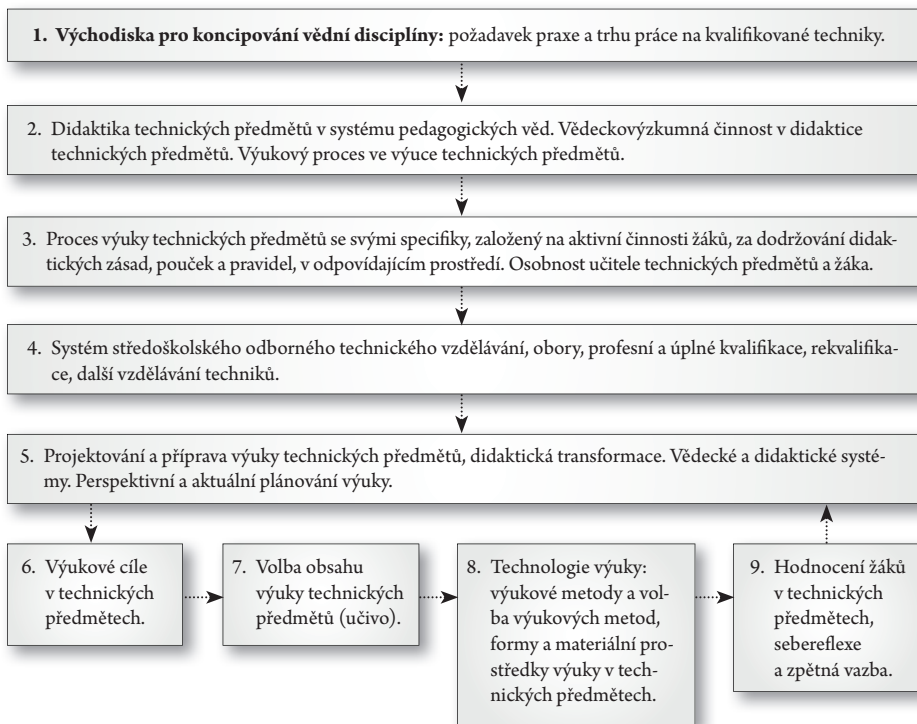 1. Východiska pro koncipování vědní disciplíny: požadavek praxe a trhu práce na kvalifikované techniky.
2. Didaktika technických předmětů v systému pedagogických věd. Vědeckovýzkumná činnost v didaktice
technických předmětů. Výukový proces ve výuce technických předmětů.
3. Proces výuky technických předmětů se svými specifiky, založený na aktivní činnosti žáků, za dodržování didak-
tických zásad, pouček a pravidel, v odpovídajícím prostředí. Osobnost učitele technických předmětů a žáka.
4. Systém středoškolského odborného technického vzdělávání, obory, profesní a úplné kvalifikace, rekvalifika-
ce, další vzdělávání techniků.
5. Projektování a příprava výuky technických předmětů, didaktická transformace. Vědecké a didaktické systé-
my. Perspektivní a aktuální plánování výuky.
6. Výukové cíle
v technických
předmětech.
7. Volba obsahu
výuky technických
předmětů (učivo).
8. Technologie výuky:
výukové metody a vol-
ba výukových metod,
formy a materiální pro-
středky výuky v tech-
nických předmětech.
9. Hodnocení žáků
v technických
předmětech,
sebereflexe
a zpětná vazba.